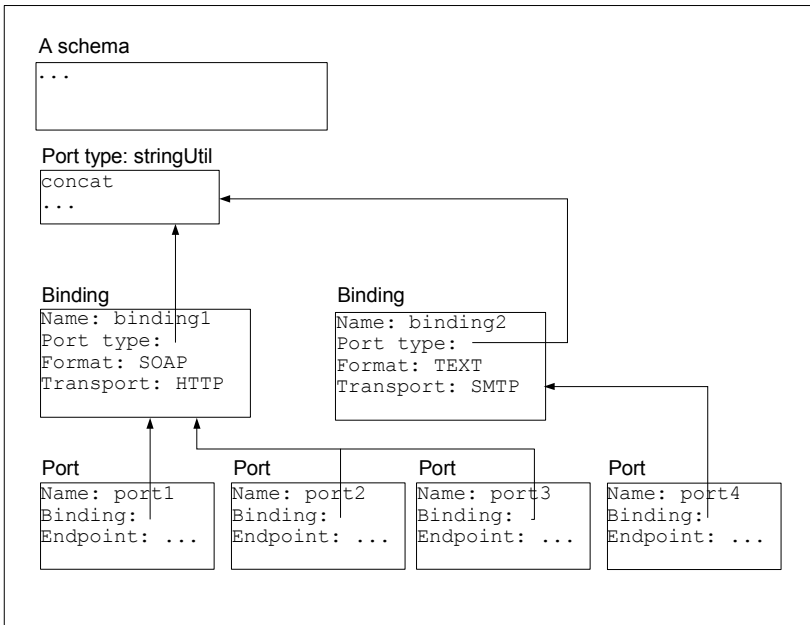 A schema
...
Port type: stringUtil
concat
...
Binding
Name: binding1
Port type:
Format: SOAP
Transport: HTTP
Binding
Name: binding2
Port type:
Format: TEXT
Transport: SMTP
Port
Name: port1
Binding:
Endpoint: ...
Port
Name: port2
Binding:
Endpoint: ...
Port
Name: port3
Binding:
Endpoint: ...
Port
Name: port4
Binding:
Endpoint: ...